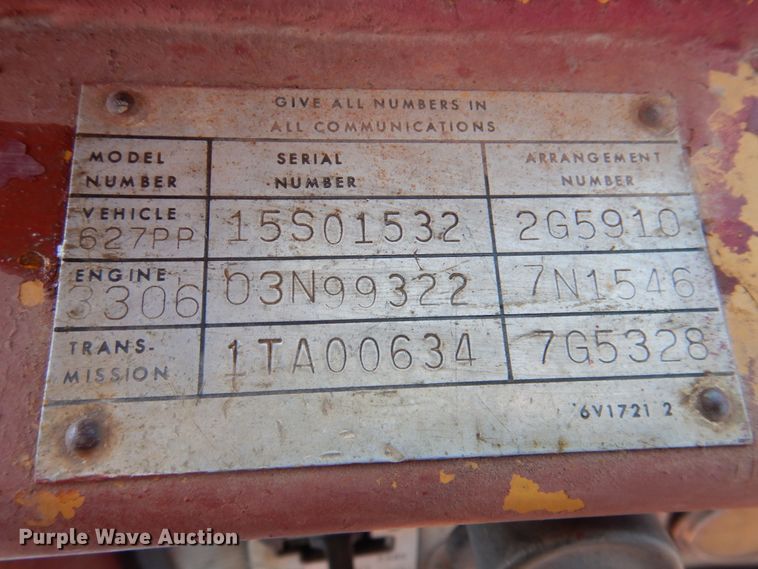 GIVE ALL NUMBERS IN
ALL COMMUNICATIONS
MODEL NUMBER SERIAL NUMBER ARRANGEMENT NUMBER
VEHICLE
627PP 15S01532 2G5910
ENGINE
3306 03N99322 7N1546
TRANS-
MISSION 1TA00634 7G5328
6V1721 2
Purple Wave Auction